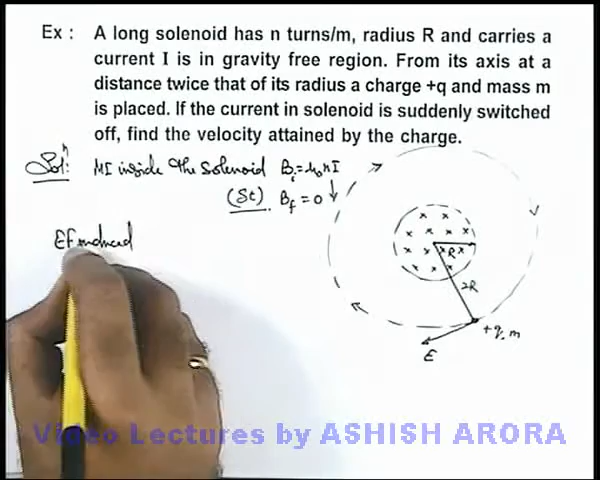 Ex : A long solenoid has n turns/m, radius R and carries a
current I is in gravity free region. From its axis at a
distance twice that of its radius a charge +q and mass m
is placed. If the current in solenoid is suddenly switched
off, find the velocity attained by the charge.
Solⁿ: MI inside the solenoid Bᵢ=μ₀nI
(δt) B_f = 0 ↓
EF induced
R
2R
+q, m
E
Video Lectures by ASHISH ARORA